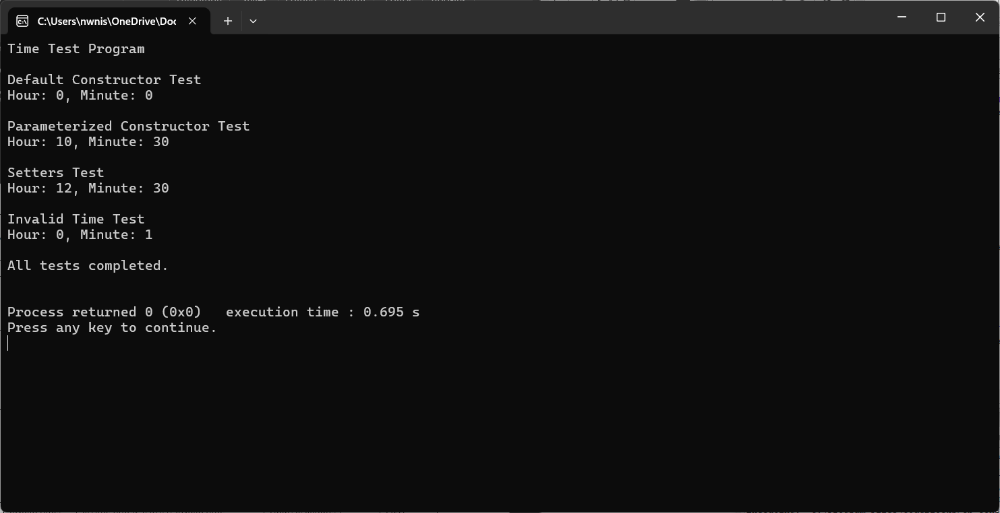 C:\Users\nwnis\OneDrive\Doc
Time Test Program
Default Constructor Test
Hour: 0, Minute: 0
Parameterized Constructor Test
Hour: 10, Minute: 30
Setters Test
Hour: 12, Minute: 30
Invalid Time Test
Hour: 0, Minute: 1
All tests completed.
Process returned 0 (0x0)   execution time : 0.695 s
Press any key to continue.